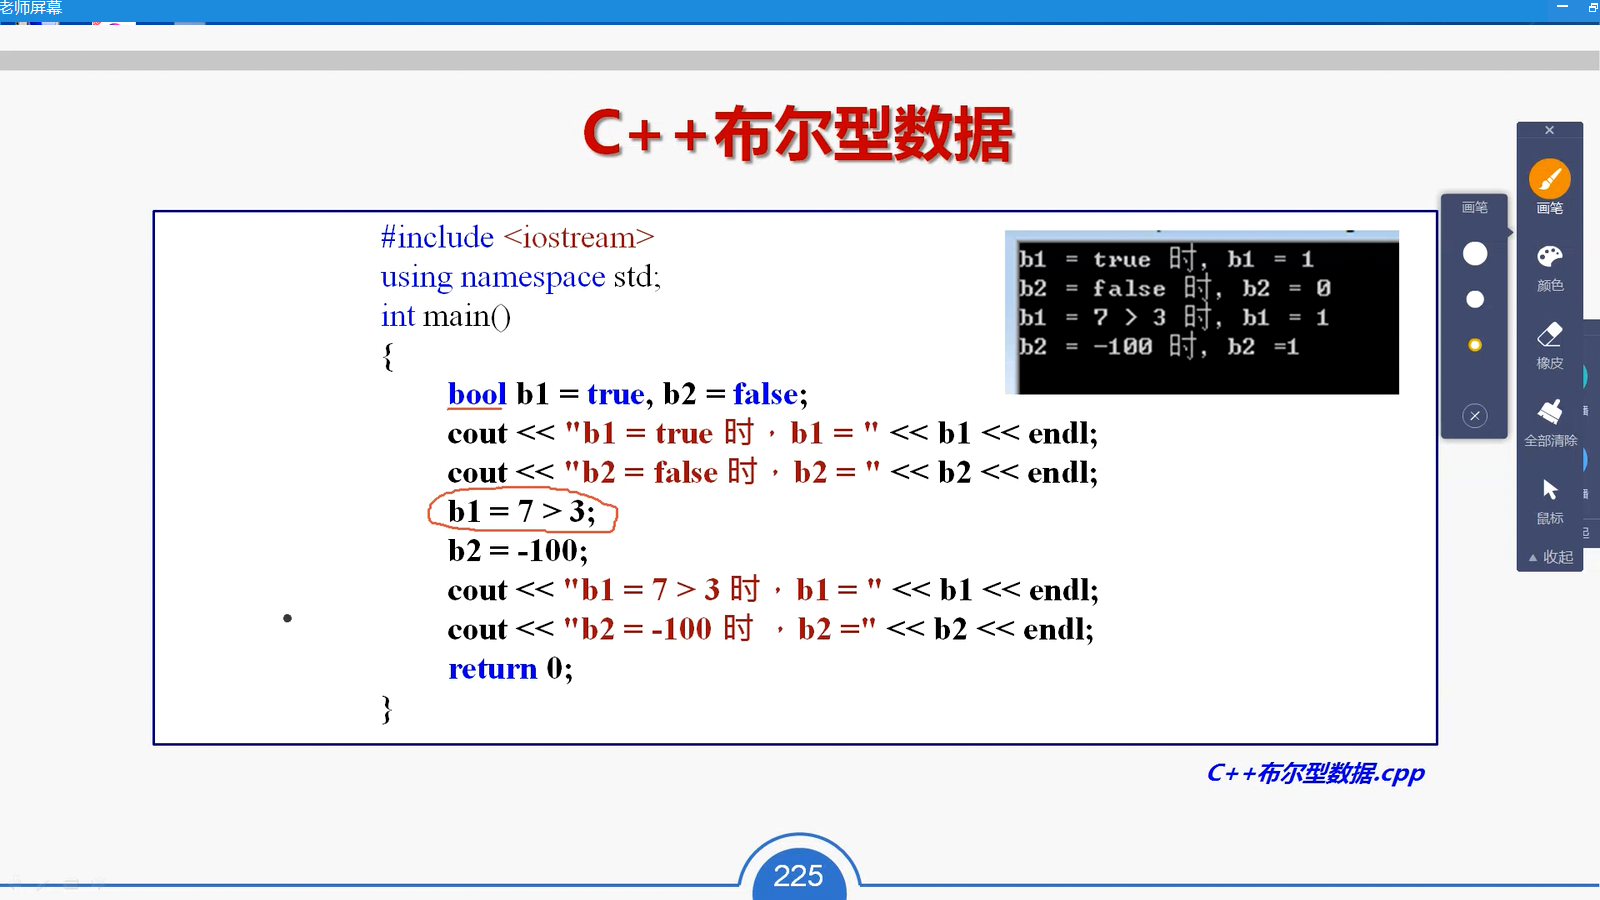 老师屏幕
C++布尔型数据
#include <iostream>
using namespace std;
int main()
{
bool b1 = true, b2 = false;
cout << "b1 = true 时，b1 = " << b1 << endl;
cout << "b2 = false 时，b2 = " << b2 << endl;
b1 = 7 > 3;
b2 = -100;
cout << "b1 = 7 > 3 时，b1 = " << b1 << endl;
cout << "b2 = -100 时 ，b2 =" << b2 << endl;
return 0;
}
b1 = true 时, b1 = 1
b2 = false 时, b2 = 0
b1 = 7 > 3 时, b1 = 1
b2 = -100 时, b2 =1
C++布尔型数据.cpp
225
画笔
画笔
颜色
橡皮
全部清除
鼠标
收起